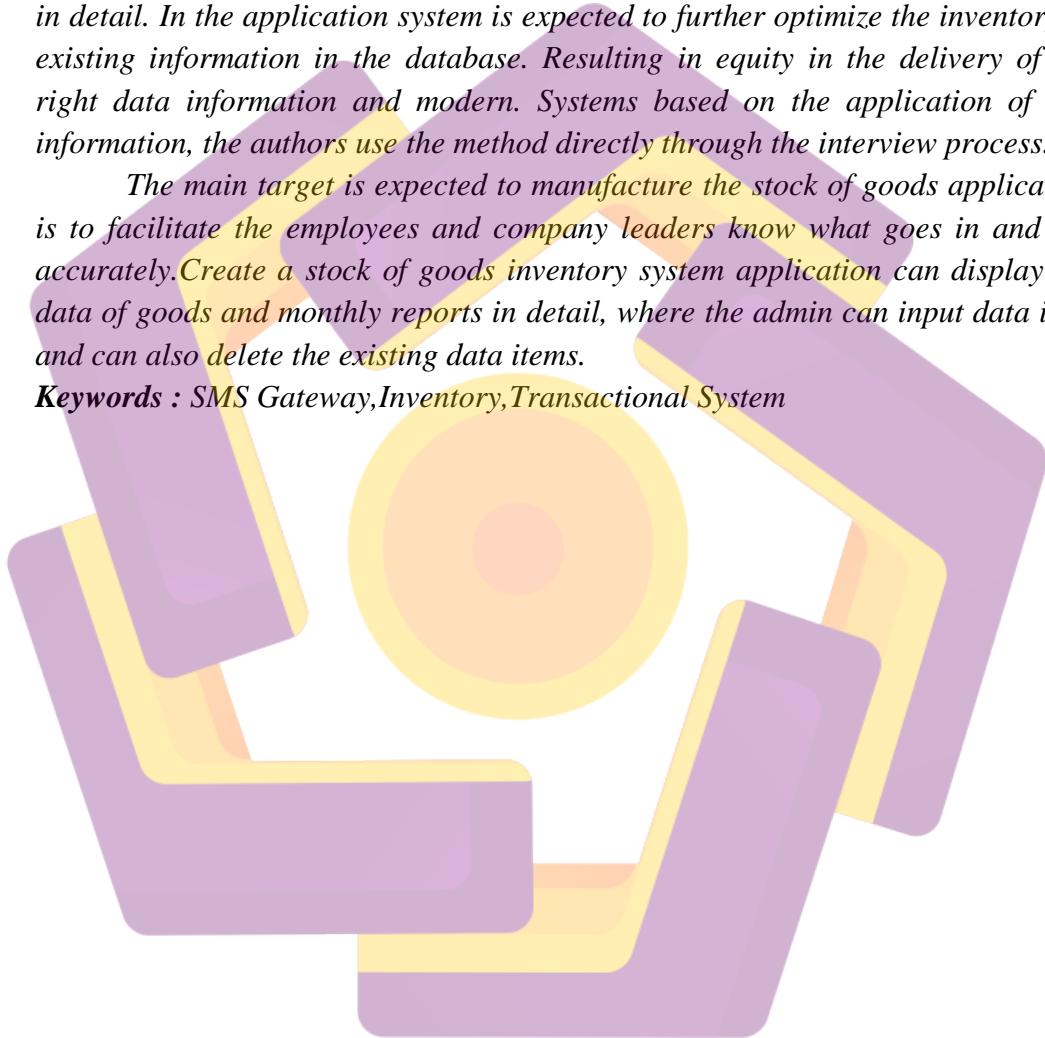 in detail. In the application system is expected to further optimize the inventory
existing information in the database. Resulting in equity in the delivery of
right data information and modern. Systems based on the application of
information, the authors use the method directly through the interview process.
The main target is expected to manufacture the stock of goods applica
is to facilitate the employees and company leaders know what goes in and
accurately.Create a stock of goods inventory system application can display
data of goods and monthly reports in detail, where the admin can input data i
and can also delete the existing data items.
Keywords : SMS Gateway,Inventory,Transactional System